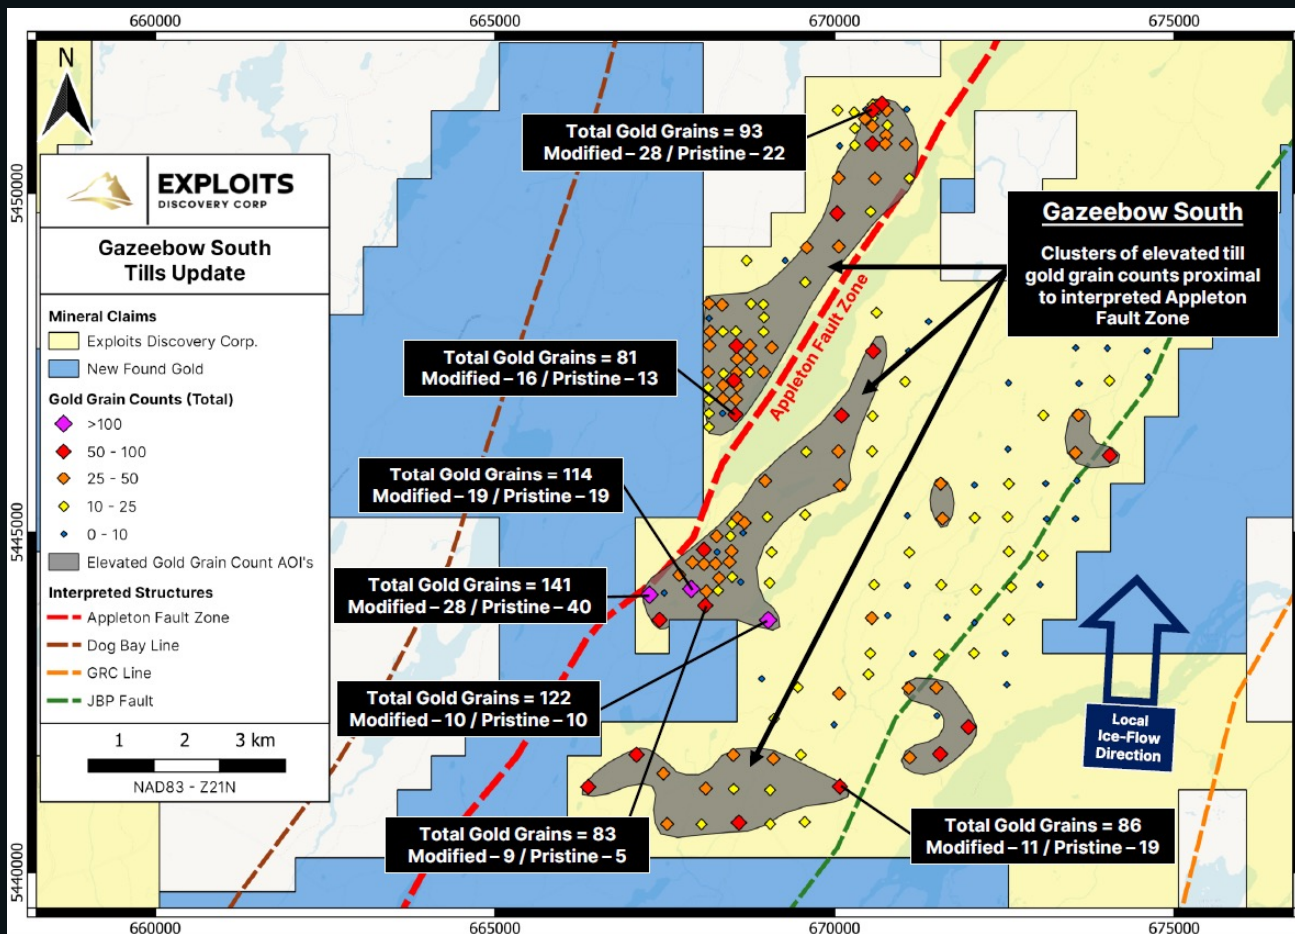 660000
665000
670000
675000
N
5450000
5445000
5440000
EXPLOITS
DISCOVERY CORP
Gazeebow South
Tills Update
Mineral Claims
Exploits Discovery Corp.
New Found Gold
Gold Grain Counts (Total)
>100
50 - 100
25 - 50
10 - 25
0 - 10
Elevated Gold Grain Count AOI's
Interpreted Structures
Appleton Fault Zone
Dog Bay Line
GRC Line
JBP Fault
1 2 3 km
NAD83 - Z21N
Total Gold Grains = 93
Modified – 28 / Pristine – 22
Gazeebow South
Clusters of elevated till
gold grain counts proximal
to interpreted Appleton
Fault Zone
Appleton Fault Zone
Total Gold Grains = 81
Modified – 16 / Pristine – 13
Total Gold Grains = 114
Modified – 19 / Pristine – 19
Total Gold Grains = 141
Modified – 28 / Pristine – 40
Total Gold Grains = 122
Modified – 10 / Pristine – 10
Total Gold Grains = 83
Modified – 9 / Pristine – 5
Total Gold Grains = 86
Modified – 11 / Pristine – 19
Local
Ice-Flow
Direction
660000
665000
670000
675000